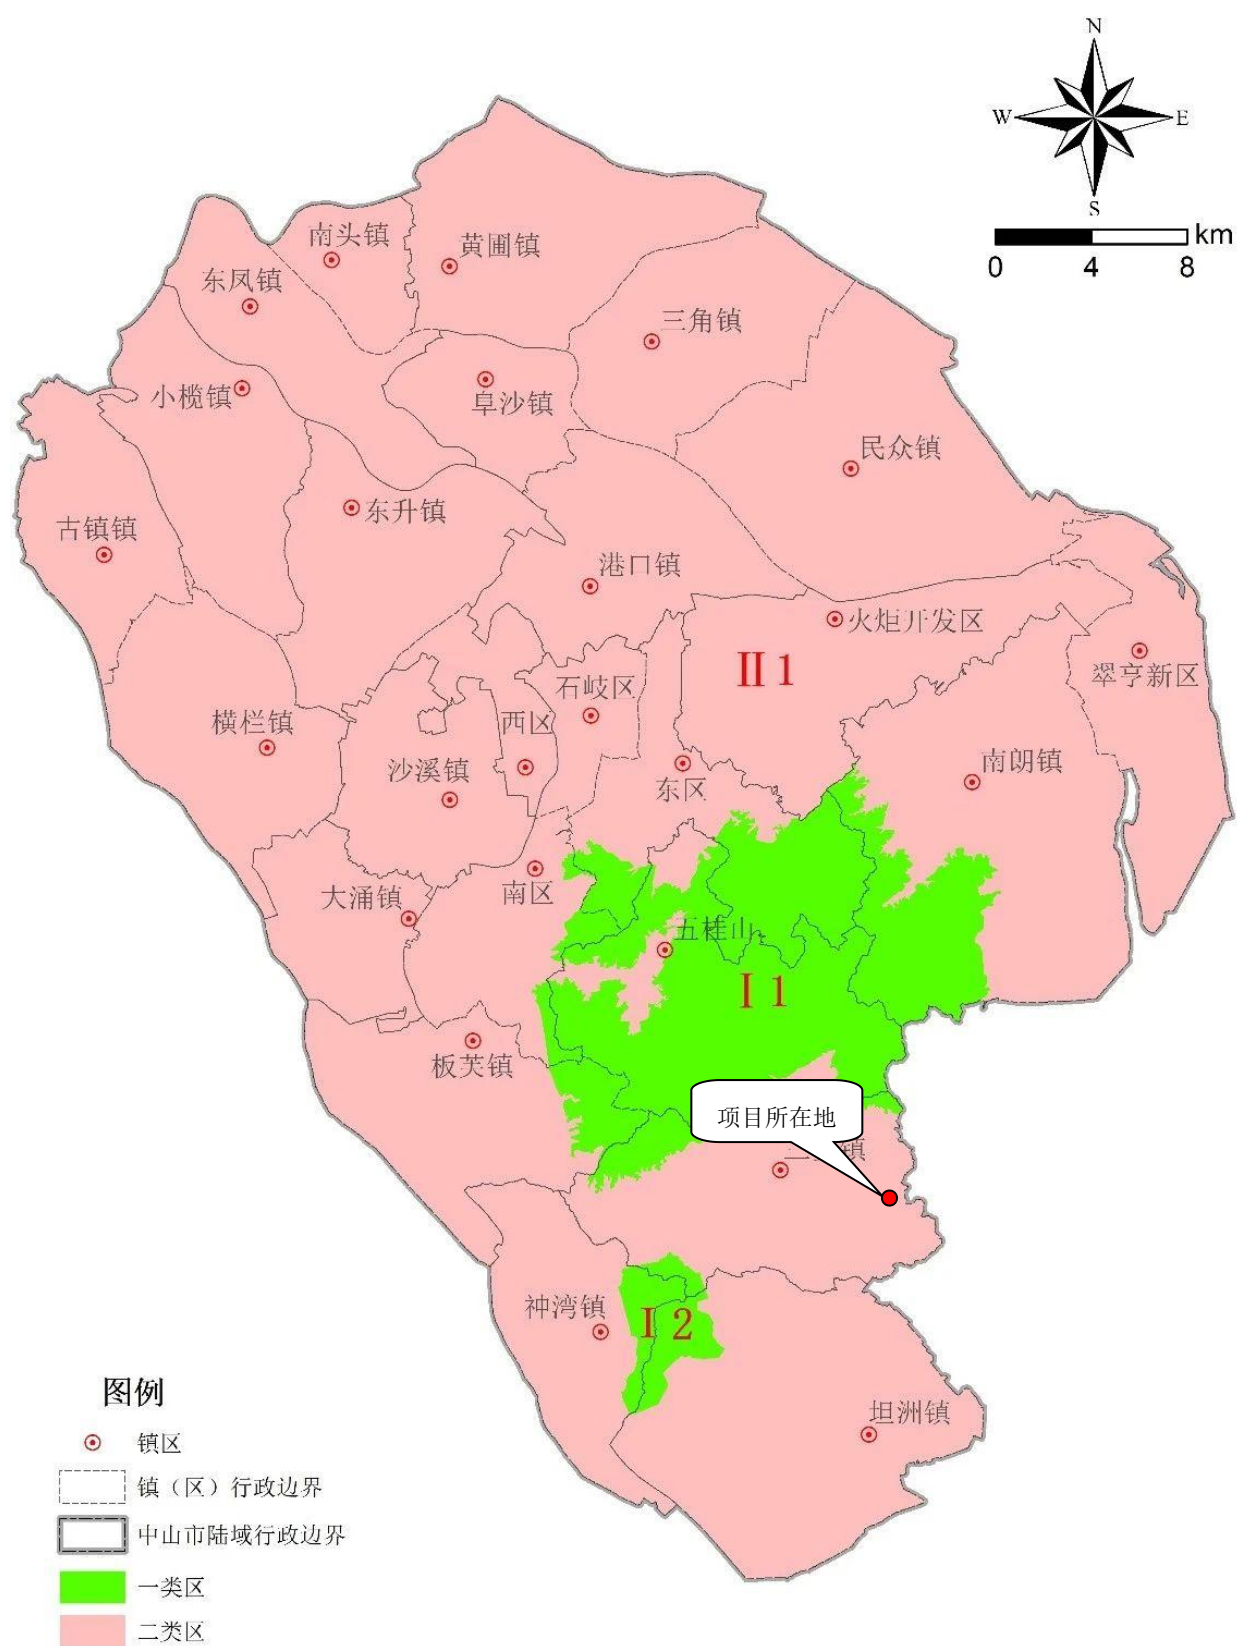 N
W E
S
km
0 4 8
南头镇
黄圃镇
东凤镇
三角镇
小榄镇
阜沙镇
民众镇
东升镇
古镇镇
港口镇
火炬开发区
Ⅱ1
翠亨新区
石岐区
西区
横栏镇
沙溪镇
东区
南朗镇
大涌镇
南区
五桂山
Ⅰ1
板芙镇
项目所在地
镇
神湾镇
Ⅰ2
坦洲镇
图例
镇区
镇（区）行政边界
中山市陆域行政边界
一类区
二类区